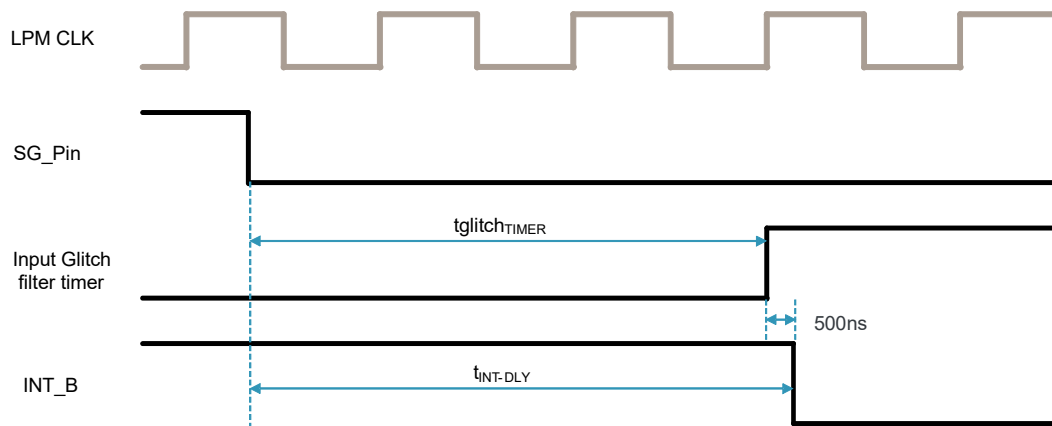 LPM CLK
SG_Pin
tglitchTIMER
Input Glitch
filter timer
500ns
INT_B
tINT-DLY